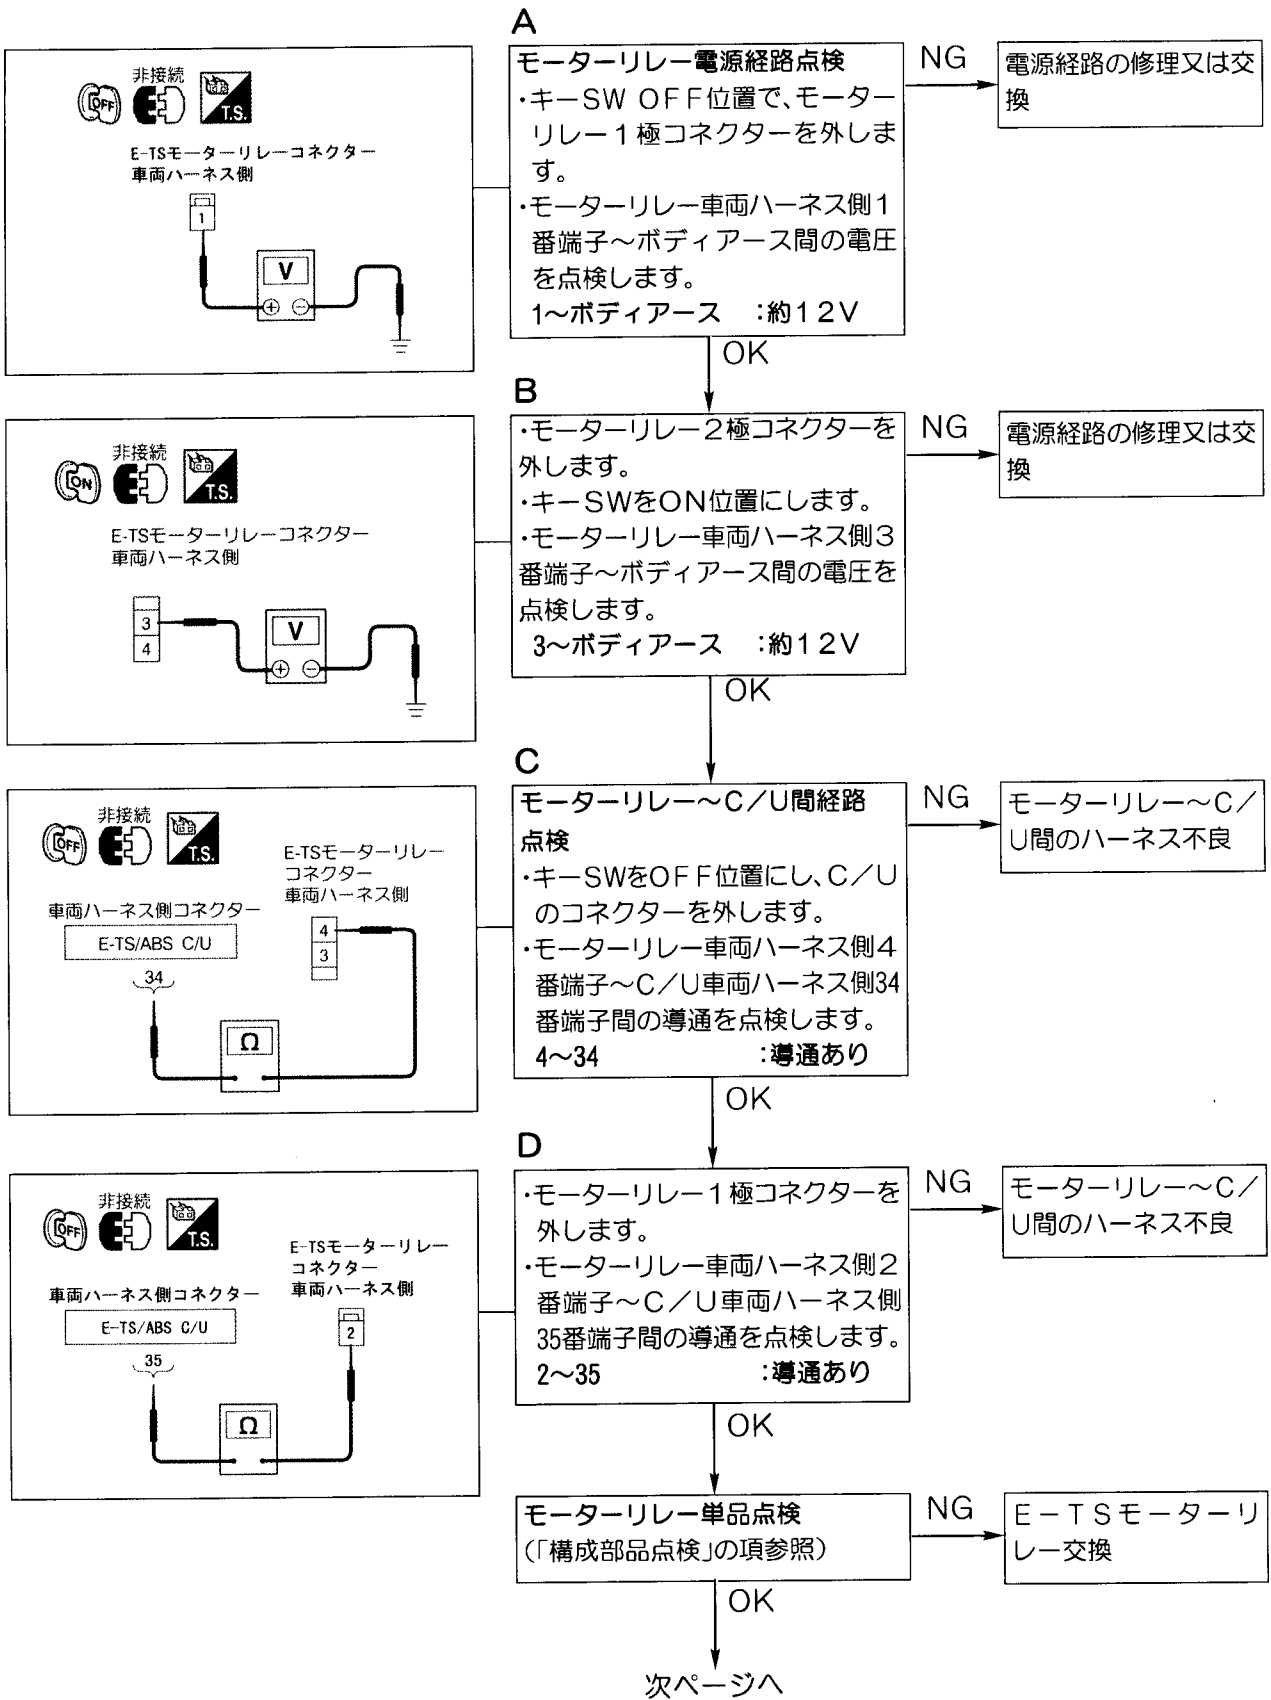 A
非接続
OFF
T.S.
E-TSモーターリレーコネクター
車両ハーネス側
1
V
⊕ ⊖
モーターリレー電源経路点検
・キーSW OFF位置で、モーター
リレー1極コネクターを外しま
す。
・モーターリレー車両ハーネス側1
番端子～ボディアース間の電圧
を点検します。
1～ボディアース :約12V
NG
電源経路の修理又は交
換
OK
B
非接続
ON
T.S.
E-TSモーターリレーコネクター
車両ハーネス側
3
4
V
⊕ ⊖
・モーターリレー2極コネクターを
外します。
・キーSWをON位置にします。
・モーターリレー車両ハーネス側3
番端子～ボディアース間の電圧を
点検します。
3～ボディアース :約12V
NG
電源経路の修理又は交
換
OK
C
非接続
OFF
T.S.
E-TSモーターリレー
コネクター
車両ハーネス側
車両ハーネス側コネクター
E-TS/ABS C/U
34
4
3
Ω
モーターリレー～C/U間経路
点検
・キーSWをOFF位置にし、C/U
のコネクターを外します。
・モーターリレー車両ハーネス側4
番端子～C/U車両ハーネス側34
番端子間の導通を点検します。
4～34 :導通あり
NG
モーターリレー～C/
U間のハーネス不良
OK
D
非接続
OFF
T.S.
E-TSモーターリレー
コネクター
車両ハーネス側
車両ハーネス側コネクター
E-TS/ABS C/U
35
2
Ω
・モーターリレー1極コネクターを
外します。
・モーターリレー車両ハーネス側2
番端子～C/U車両ハーネス側
35番端子間の導通を点検します。
2～35 :導通あり
NG
モーターリレー～C/
U間のハーネス不良
OK
モーターリレー単品点検
(「構成部品点検」の項参照)
NG
E-TSモーターリ
レー交換
OK
次ページへ